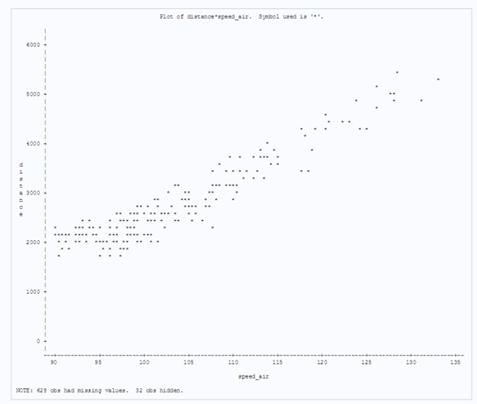 Plot of distance*speed_air. Symbol used is '*'.
distance
6000
5000
4000
3000
2000
1000
0
90 95 100 105 110 115 120 125 130 135
speed_air
NOTE: 628 obs had missing values. 32 obs hidden.